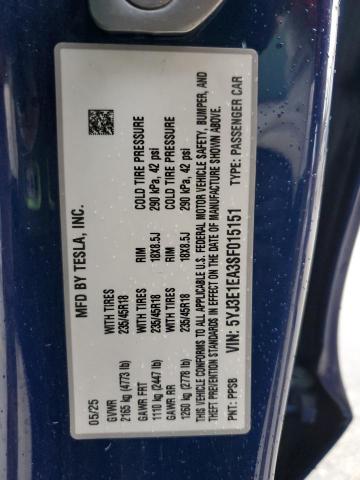 MFD BY TESLA, INC.
05/25
GVWR WITH TIRES RIM COLD TIRE PRESSURE
2165 kg (4773 lb) 235/45R18 18X8.5J 290 kPa, 42 psi
GAWR FRT WITH TIRES RIM COLD TIRE PRESSURE
1110 kg (2447 lb) 235/45R18 18X8.5J 290 kPa, 42 psi
GAWR RR
1260 kg (2778 lb) 235/45R18
THIS VEHICLE CONFORMS TO ALL APPLICABLE U.S. FEDERAL MOTOR VEHICLE SAFETY, BUMPER, AND
THEFT PREVENTION STANDARDS IN EFFECT ON THE DATE OF MANUFACTURE SHOWN ABOVE.
VIN: 5YJ3E1EA3SF015151 TYPE: PASSENGER CAR
PNT: PPSB